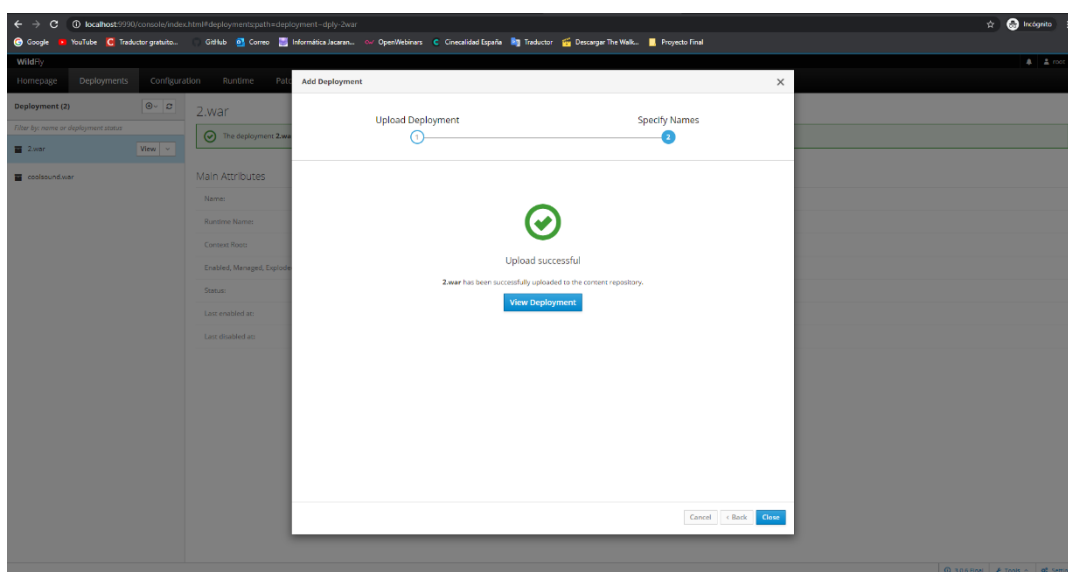 localhost:9990/console/index.html#deployments;path=deployment~dply-2war
Incógnito
Google YouTube Traductor gratuito... GitHub Correo Informática Jacaran... OpenWebinars Cinecalidad España Traductor Descargar The Walk... Proyecto Final
WildFly
root
Homepage Deployments Configuration Runtime Patc
Add Deployment
Deployment (2)
2.war
Filter by: name or deployment status
The deployment 2.wa
2.war View
coolsound.war
Main Attributes
Name:
Runtime Name:
Context Root:
Enabled, Managed, Explode
Status:
Last enabled at:
Last disabled at:
Upload Deployment Specify Names
1 2
Upload successful
2.war has been successfully uploaded to the content repository.
View Deployment
Cancel < Back Close
Tools